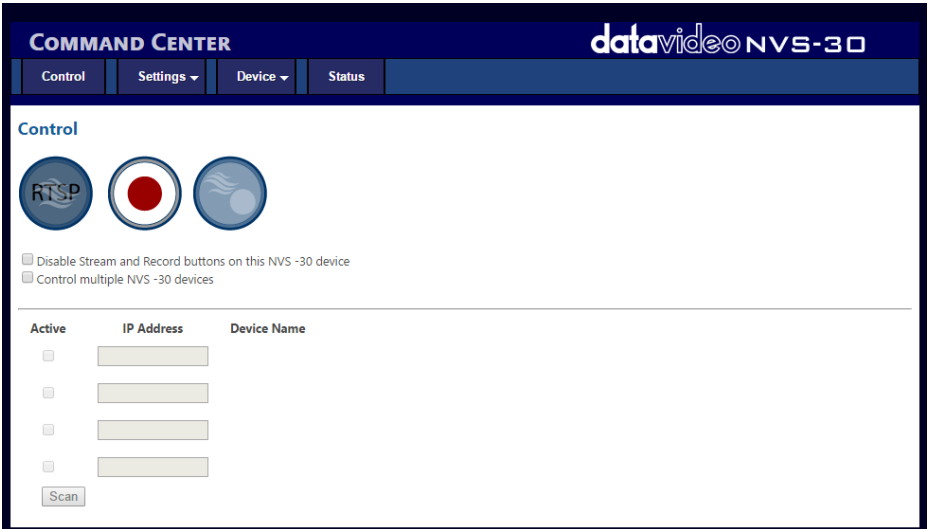 COMMAND CENTER
datavideo NVS-30
Control Settings Device Status
Control
RTSP
Disable Stream and Record buttons on this NVS -30 device
Control multiple NVS -30 devices
Active IP Address Device Name
Scan